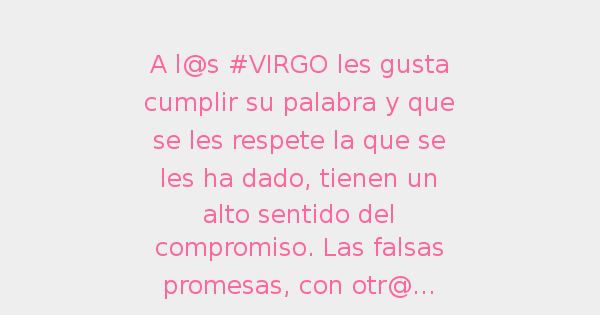 A l@s #VIRGO les gusta
cumplir su palabra y que
se les respete la que se
les ha dado, tienen un
alto sentido del
compromiso. Las falsas
promesas, con otr@...